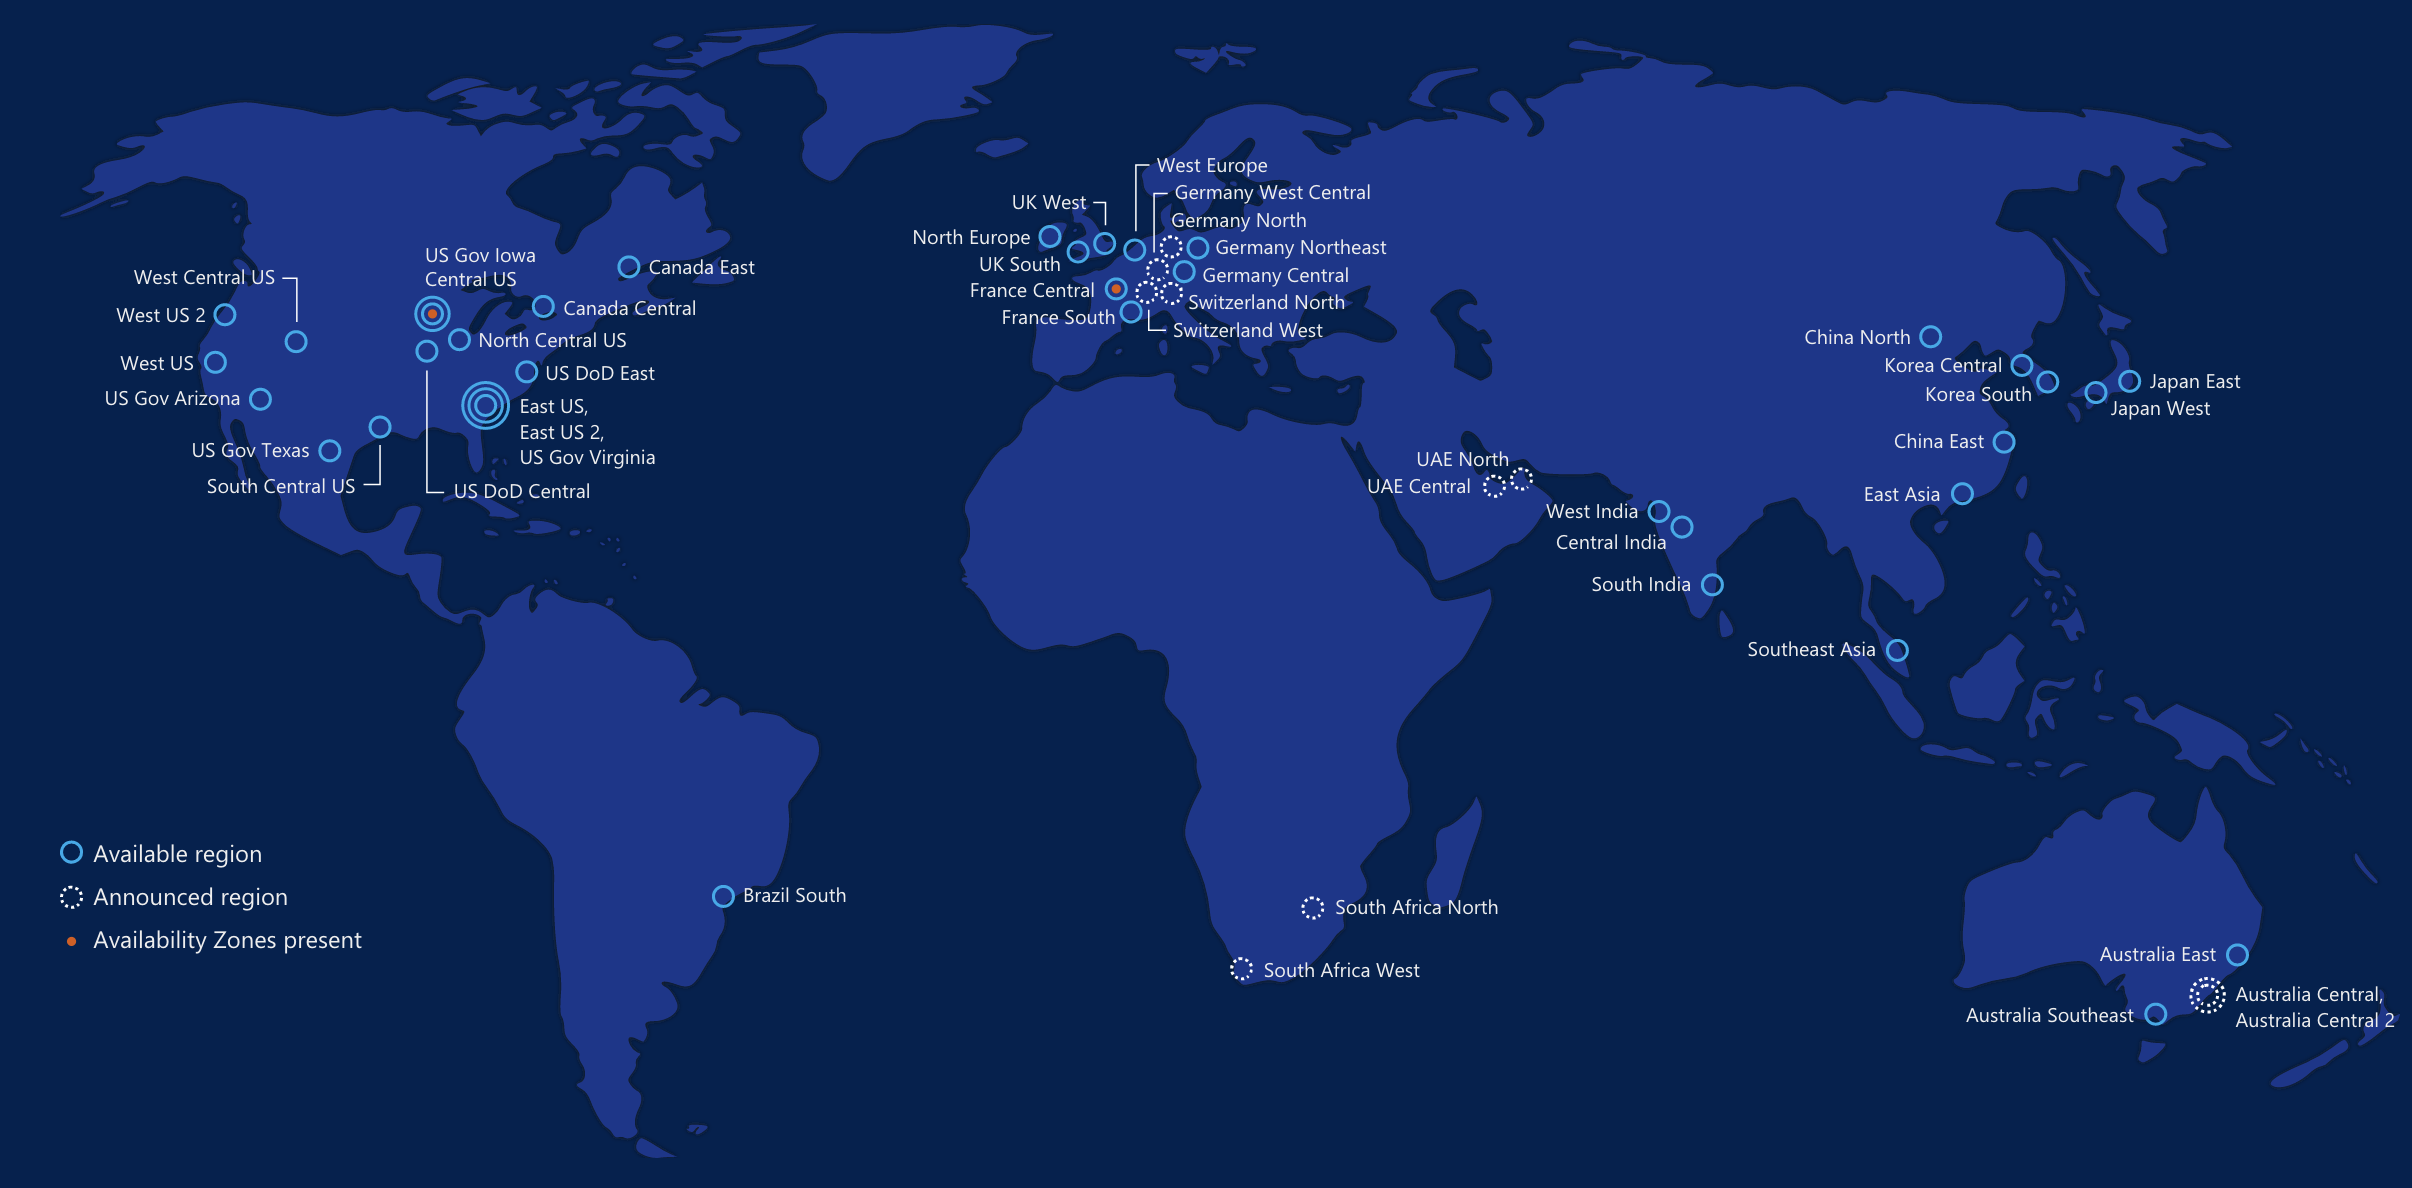 West Europe
Germany West Central
UK West
Germany North
North Europe
Germany Northeast
UK South
US Gov Iowa
Central US
Canada East
West Central US
Germany Central
France Central
Switzerland North
Canada Central
West US 2
France South
Switzerland West
North Central US
China North
West US
Korea Central
US DoD East
Japan East
US Gov Arizona
Korea South
East US,
Japan West
East US 2,
China East
US Gov Texas
US Gov Virginia
UAE North
South Central US
UAE Central
US DoD Central
East Asia
West India
Central India
South India
Southeast Asia
Available region
Announced region
Availability Zones present
Brazil South
South Africa North
South Africa West
Australia East
Australia Central,
Australia Southeast
Australia Central 2